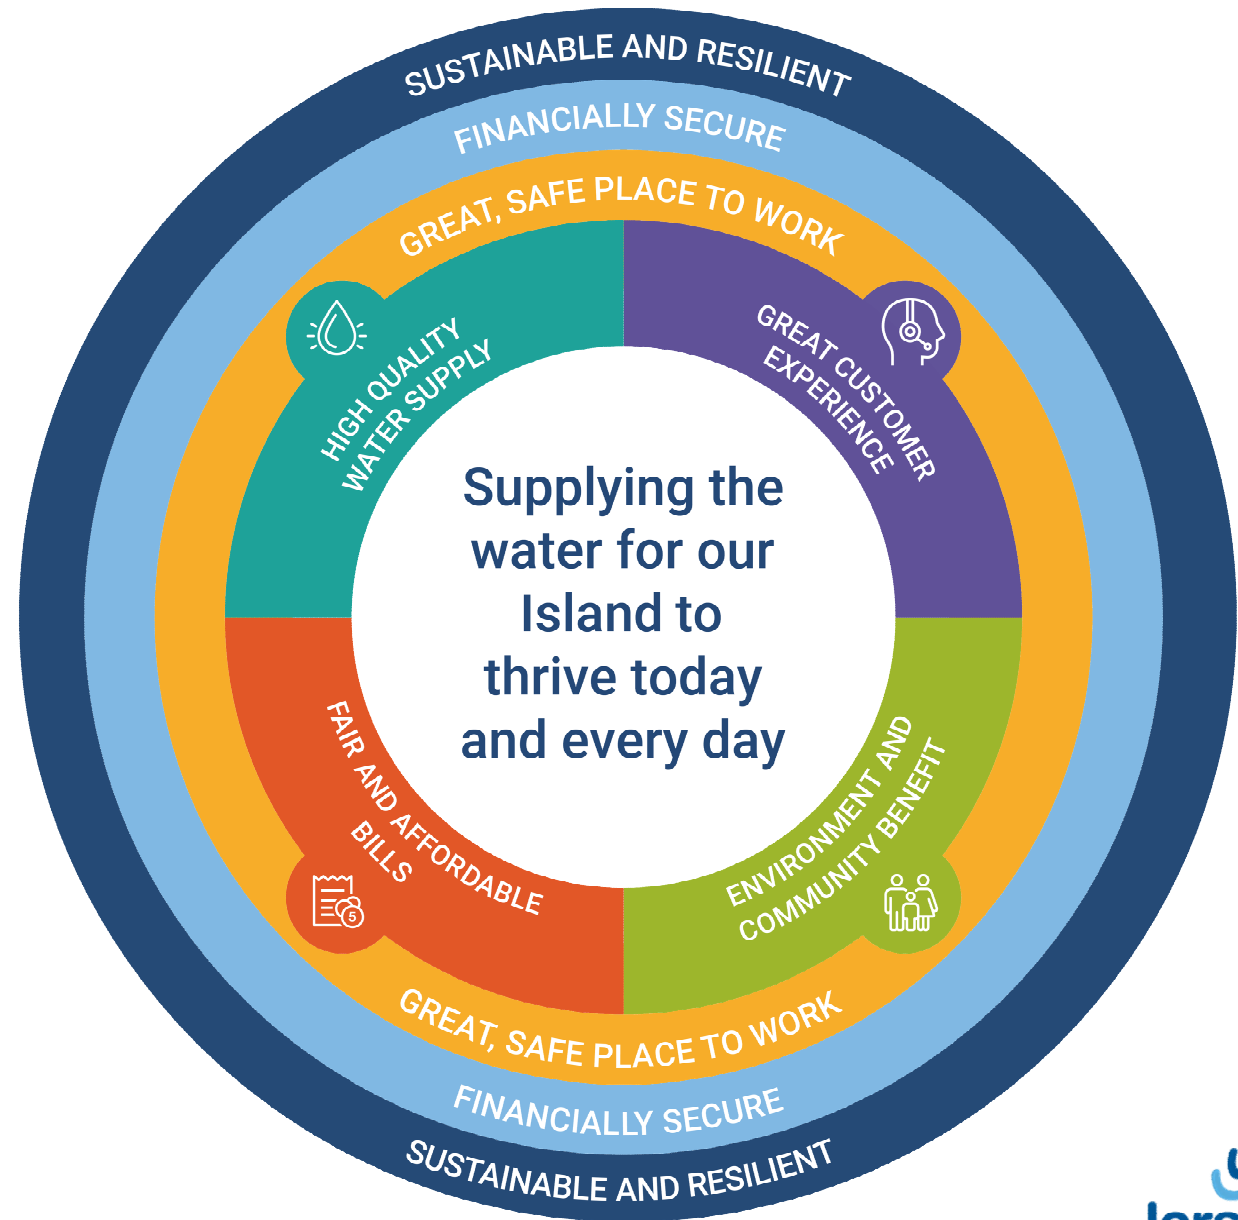 SUSTAINABLE AND RESILIENT
FINANCIALLY SECURE
GREAT, SAFE PLACE TO WORK
HIGH QUALITY
WATER SUPPLY
GREAT CUSTOMER
EXPERIENCE
Supplying the
water for our
Island to
thrive today
and every day
FAIR AND AFFORDABLE
BILLS
5
ENVIRONMENT AND
COMMUNITY BENEFIT
GREAT, SAFE PLACE TO WORK
FINANCIALLY SECURE
SUSTAINABLE AND RESILIENT